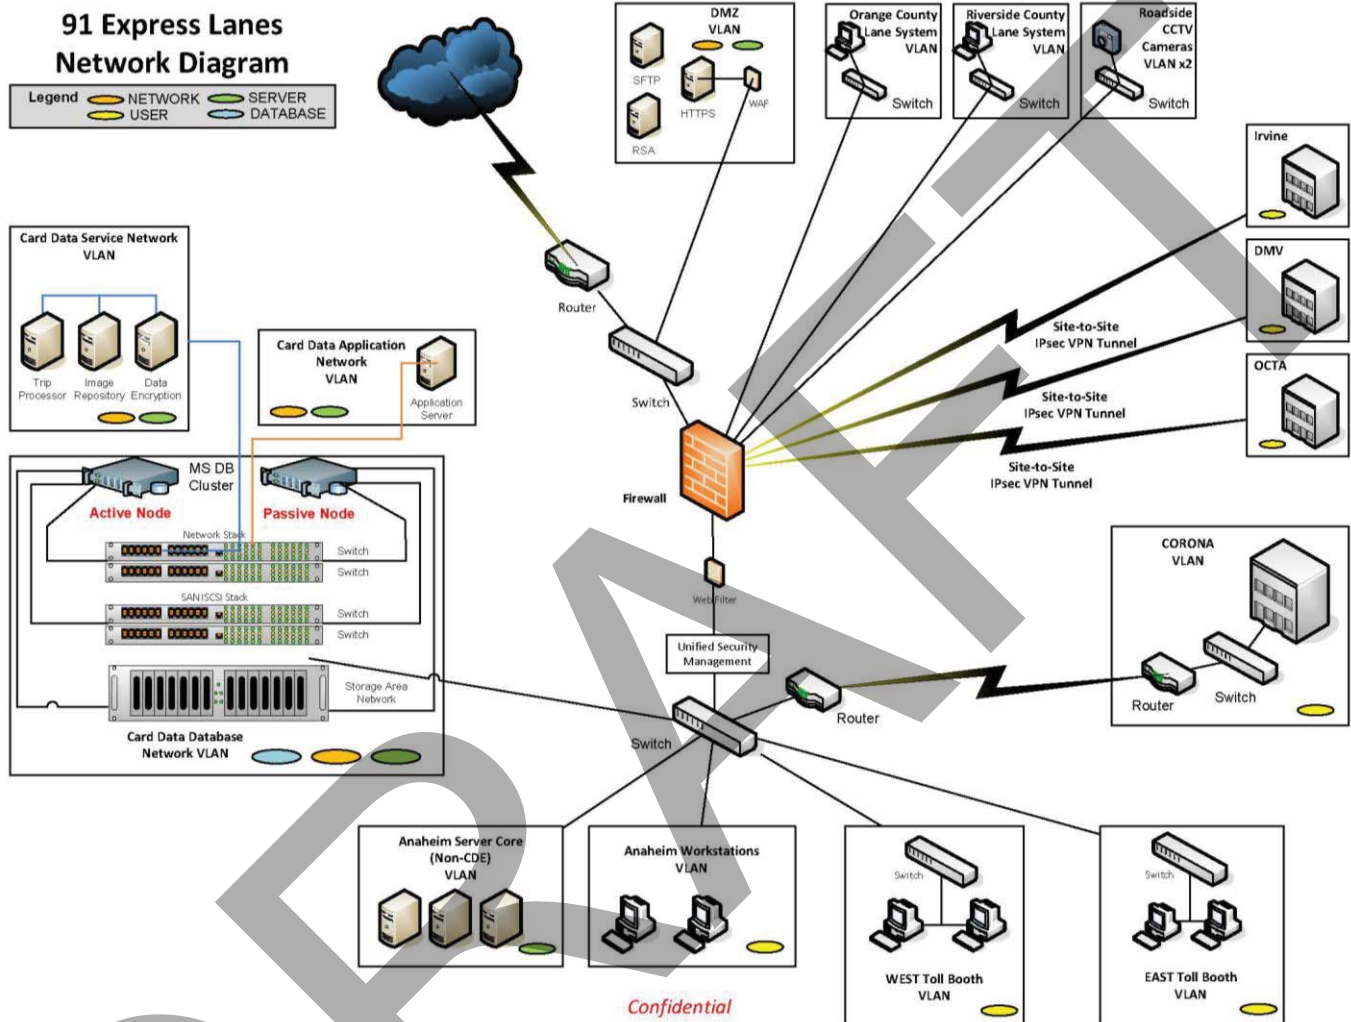 91 Express Lanes
Network Diagram
Legend
NETWORK
SERVER
USER
DATABASE
DMZ
VLAN
SFTP
HTTPS
WAF
RSA
Orange County
Lane System
VLAN
Switch
Riverside County
Lane System
VLAN
Switch
Roadside
CCTV
Cameras
VLAN x2
Switch
Irvine
DMV
OCTA
Router
Switch
Site-to-Site
IPsec VPN Tunnel
Site-to-Site
IPsec VPN Tunnel
Site-to-Site
IPsec VPN Tunnel
Firewall
Card Data Service Network
VLAN
Trip
Processor
Image
Repository
Data
Encryption
Card Data Application
Network
VLAN
Application
Server
MS DB
Cluster
Active Node
Passive Node
Network Stack
Switch
Switch
SAN ISCSI Stack
Switch
Switch
Storage Area
Network
Card Data Database
Network VLAN
Web Filter
Unified Security
Management
Switch
Router
CORONA
VLAN
Router
Switch
Anaheim Server Core
(Non-CDE)
VLAN
Anaheim Workstations
VLAN
Switch
WEST Toll Booth
VLAN
Switch
EAST Toll Booth
VLAN
Confidential
DRAFT